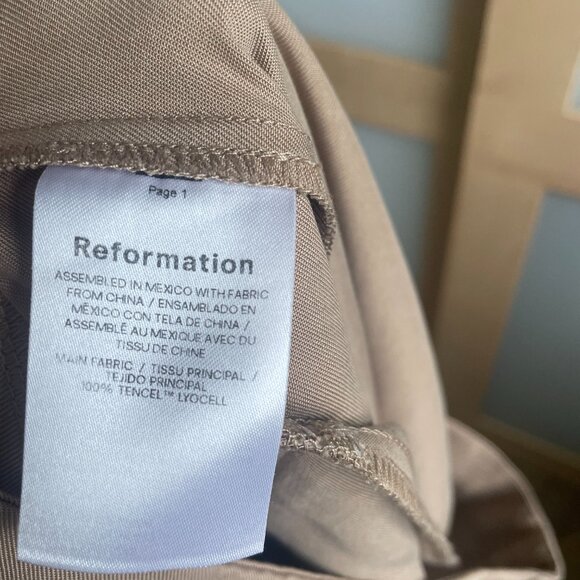 Page 1
Reformation
ASSEMBLED IN MEXICO WITH FABRIC
FROM CHINA / ENSAMBLADO EN
MÉXICO CON TELA DE CHINA /
ASSEMBLÉ AU MEXIQUE AVEC DU
TISSU DE CHINE
MAIN FABRIC / TISSU PRINCIPAL /
TEJIDO PRINCIPAL
100% TENCEL™ LYOCELL